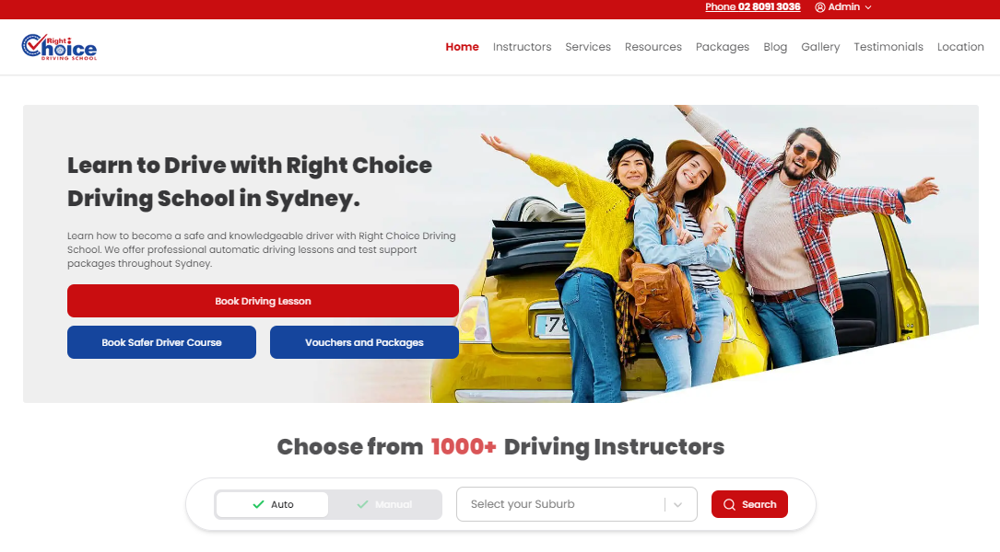 Phone 02 8091 3036 Admin
Right
Choice
DRIVING SCHOOL
Home Instructors Services Resources Packages Blog Gallery Testimonials Location
Learn to Drive with Right Choice
Driving School in Sydney.
Learn how to become a safe and knowledgeable driver with Right Choice Driving
School. We offer professional automatic driving lessons and test support
packages throughout Sydney.
Book Driving Lesson
Book Safer Driver Course Vouchers and Packages
-78
Choose from 1000+ Driving Instructors
Auto Manual Select your Suburb Search